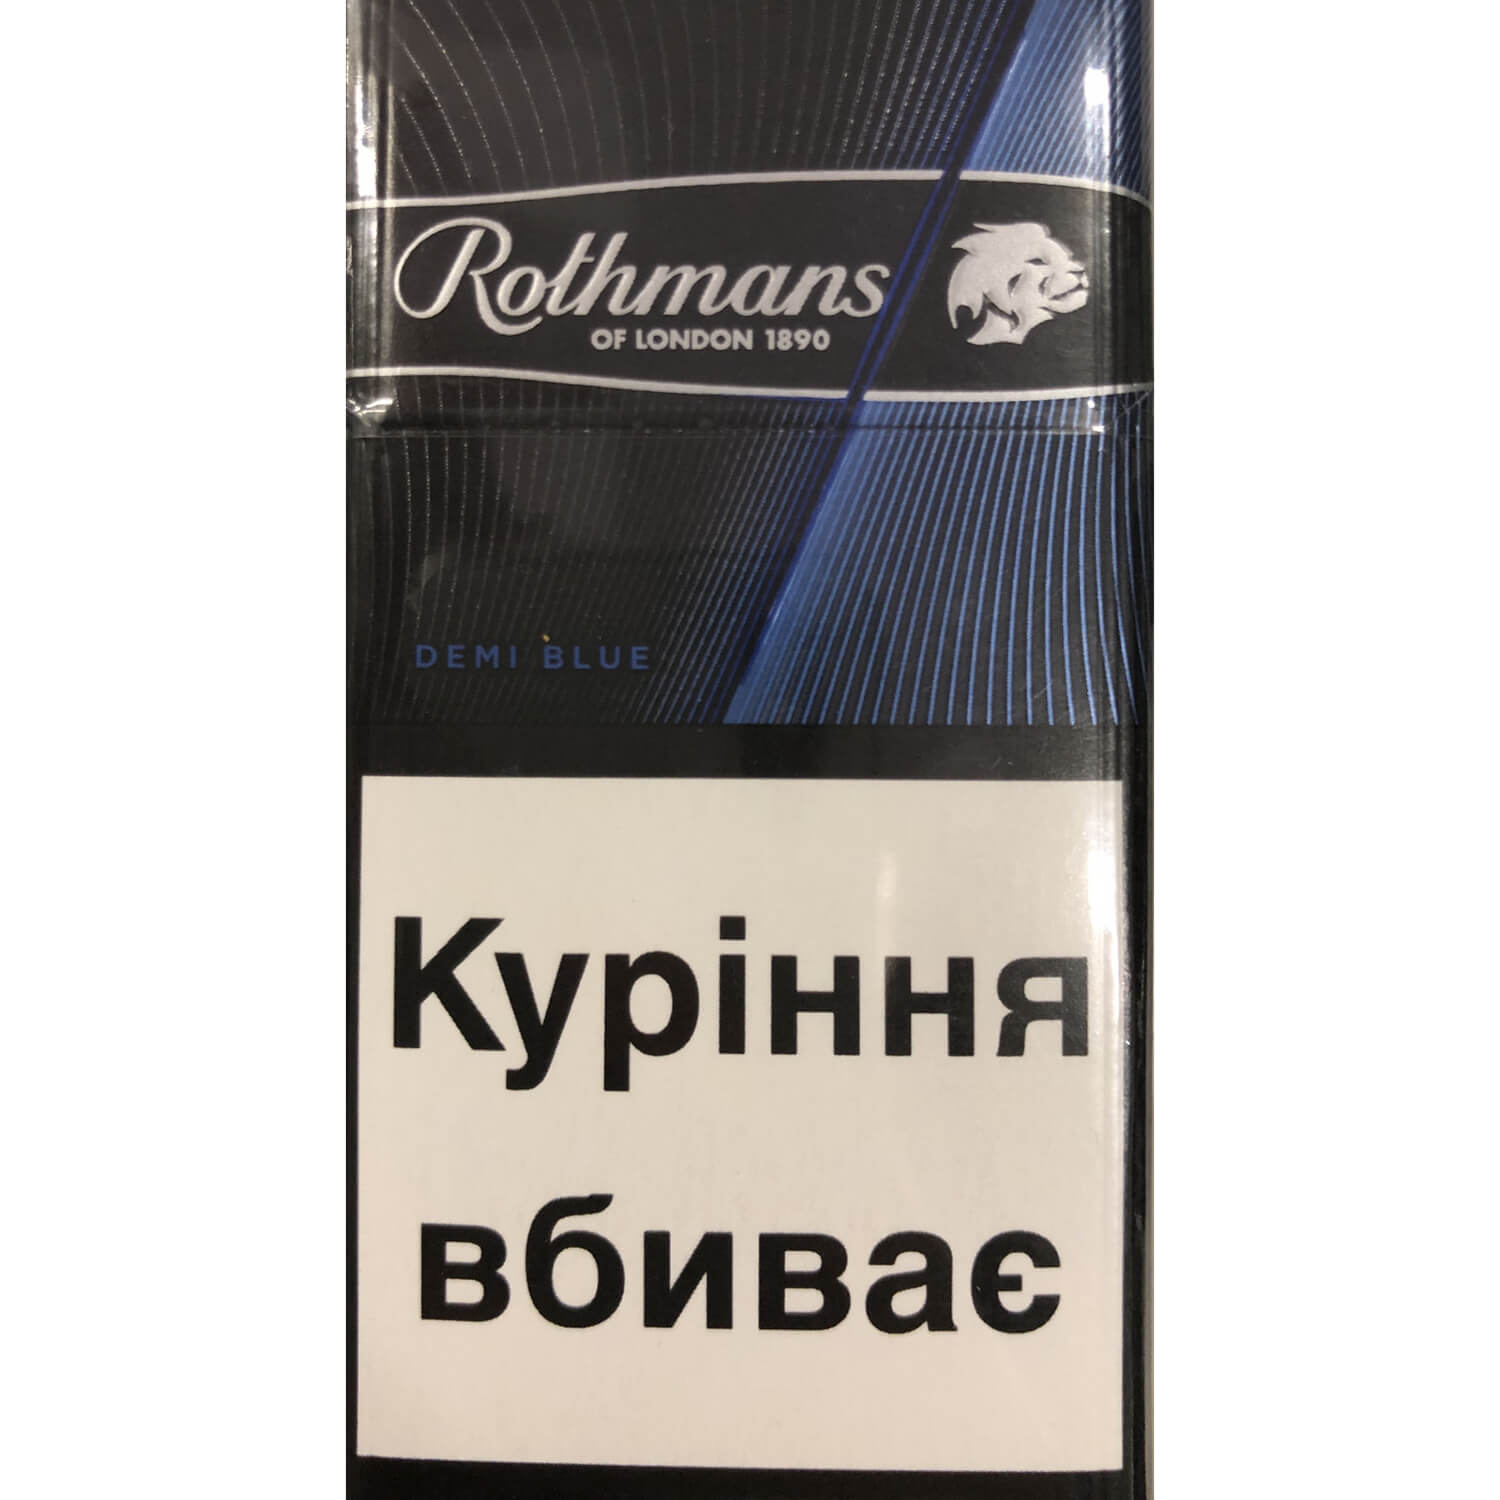 Rothmans
OF LONDON 1890
DEMI BLUE
Куріння
вбиває